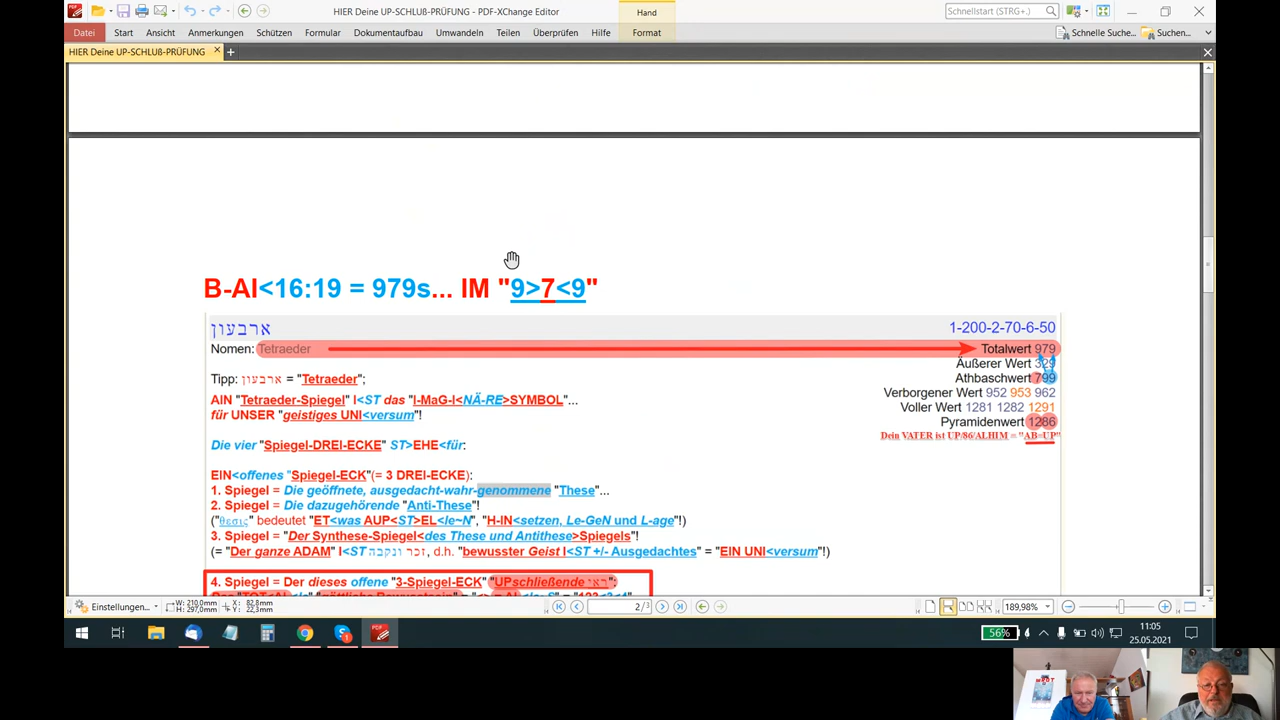 HIER Deine UP-SCHLUß-PRÜFUNG - PDF-XChange Editor
Hand
Schnellstart (STRG+.)
Datei Start Ansicht Anmerkungen Schützen Formular Dokumentaufbau Umwandeln Teilen Überprüfen Hilfe Format Schnelle Suche... Suchen...
HIER Deine UP-SCHLUß-PRÜFUNG
B-AI<16:19 = 979s... IM "9>7<9"
ארבעון 1-200-2-70-6-50
Nomen: Tetraeder Totalwert 979
Äußerer Wert 329
Tipp: ארבעון = "Tetraeder"; Athbaschwert 799
Verborgener Wert 952 953 962
AIN "Tetraeder-Spiegel" I<ST das "I-MaG-I<NÄ-RE>SYMBOL"...
Voller Wert 1281 1282 1291
für UNSER "geistiges UNI<versum"!
Pyramidenwert 1286
Dein VATER ist UP/86/ALHIM = "AB=UP"
Die vier "Spiegel-DREI-ECKE" ST>EHE<für:
EIN<offenes "Spiegel-ECK"(= 3 DREI-ECKE):
1. Spiegel = Die geöffnete, ausgedacht-wahr-genommene "These"...
2. Spiegel = Die dazugehörende "Anti-These"!
("θεσις" bedeutet "ET<was AUP<ST>EL<le~N", "H-IN<setzen, Le-GeN und L-age"!)
3. Spiegel = "Der Synthese-Spiegel<des These und Antithese>Spiegels"!
(= "Der ganze ADAM" I<ST זכר ונקבה, d.h. "bewusster Geist I<ST +/- Ausgedachtes" = "EIN UNI<versum"!)
4. Spiegel = Der dieses offene "3-Spiegel-ECK" "UPschließende ראי":
Einstellungen... W: 210,0mm H: 297,0mm X: 82,8mm Y: 22,3mm 2/3 189,98%
56% 11:05
25.05.2021